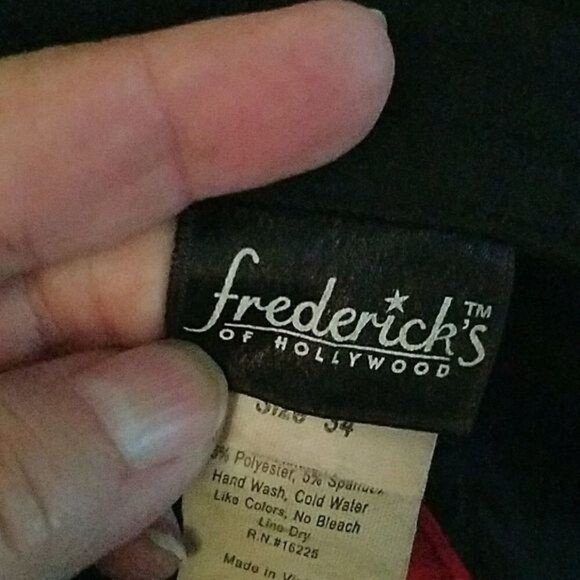 frederick's™
OF HOLLYWOOD
Size 34
% Polyester, 5% Spandex
Hand Wash, Cold Water
Like Colors, No Bleach
Line Dry
R.N.#16225
Made in